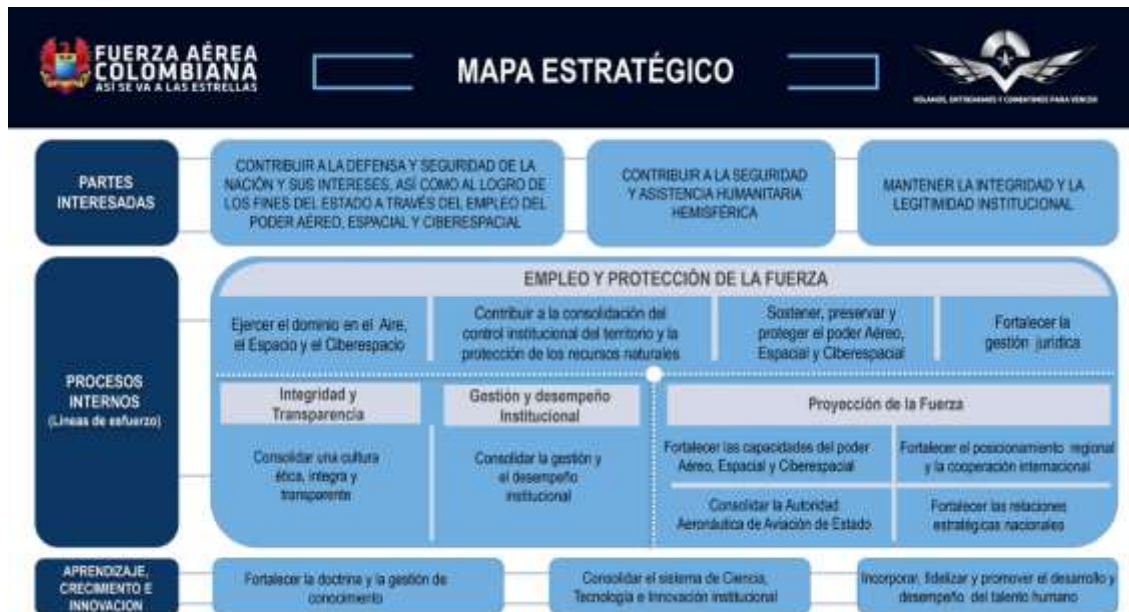 FUERZA AÉREA
COLOMBIANA
ASÍ SE VA A LAS ESTRELLAS
MAPA ESTRATÉGICO
VOLAMOS, ENTRENAMOS Y COMBATIMOS PARA VENCER
PARTES
INTERESADAS
CONTRIBUIR A LA DEFENSA Y SEGURIDAD DE LA
NACIÓN Y SUS INTERESES, ASÍ COMO AL LOGRO DE
LOS FINES DEL ESTADO A TRAVÉS DEL EMPLEO DEL
PODER AÉREO, ESPACIAL Y CIBERESPACIAL
CONTRIBUIR A LA SEGURIDAD
Y ASISTENCIA HUMANITARIA
HEMISFÉRICA
MANTENER LA INTEGRIDAD Y LA
LEGITIMIDAD INSTITUCIONAL
PROCESOS
INTERNOS
(Líneas de esfuerzo)
EMPLEO Y PROTECCIÓN DE LA FUERZA
Ejercer el dominio en el Aire,
el Espacio y el Ciberespacio
Contribuir a la consolidación del
control institucional del territorio y la
protección de los recursos naturales
Sostener, preservar y
proteger el poder Aéreo,
Espacial y Ciberespacial
Fortalecer la
gestión jurídica
Integridad y
Transparencia
Consolidar una cultura
ética, íntegra y
transparente
Gestión y desempeño
Institucional
Consolidar la gestión y
el desempeño
institucional
Proyección de la Fuerza
Fortalecer las capacidades del poder
Aéreo, Espacial y Ciberespacial
Fortalecer el posicionamiento regional
y la cooperación internacional
Consolidar la Autoridad
Aeronáutica de Aviación de Estado
Fortalecer las relaciones
estratégicas nacionales
APRENDIZAJE,
CRECIMIENTO E
INNOVACION
Fortalecer la doctrina y la gestión de
conocimiento
Consolidar el sistema de Ciencia,
Tecnología e Innovación institucional
Incorporar, fidelizar y promover el desarrollo y
desempeño del talento humano